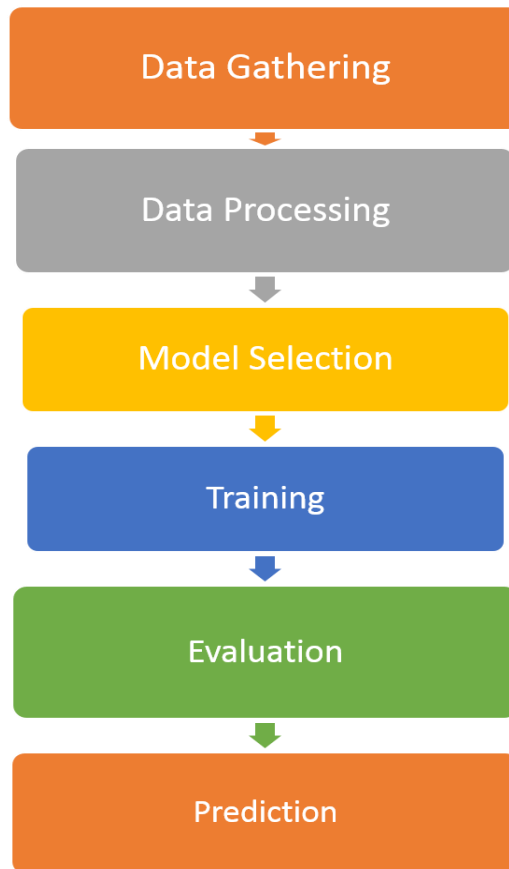 Data Gathering
Data Processing
Model Selection
Training
Evaluation
Prediction